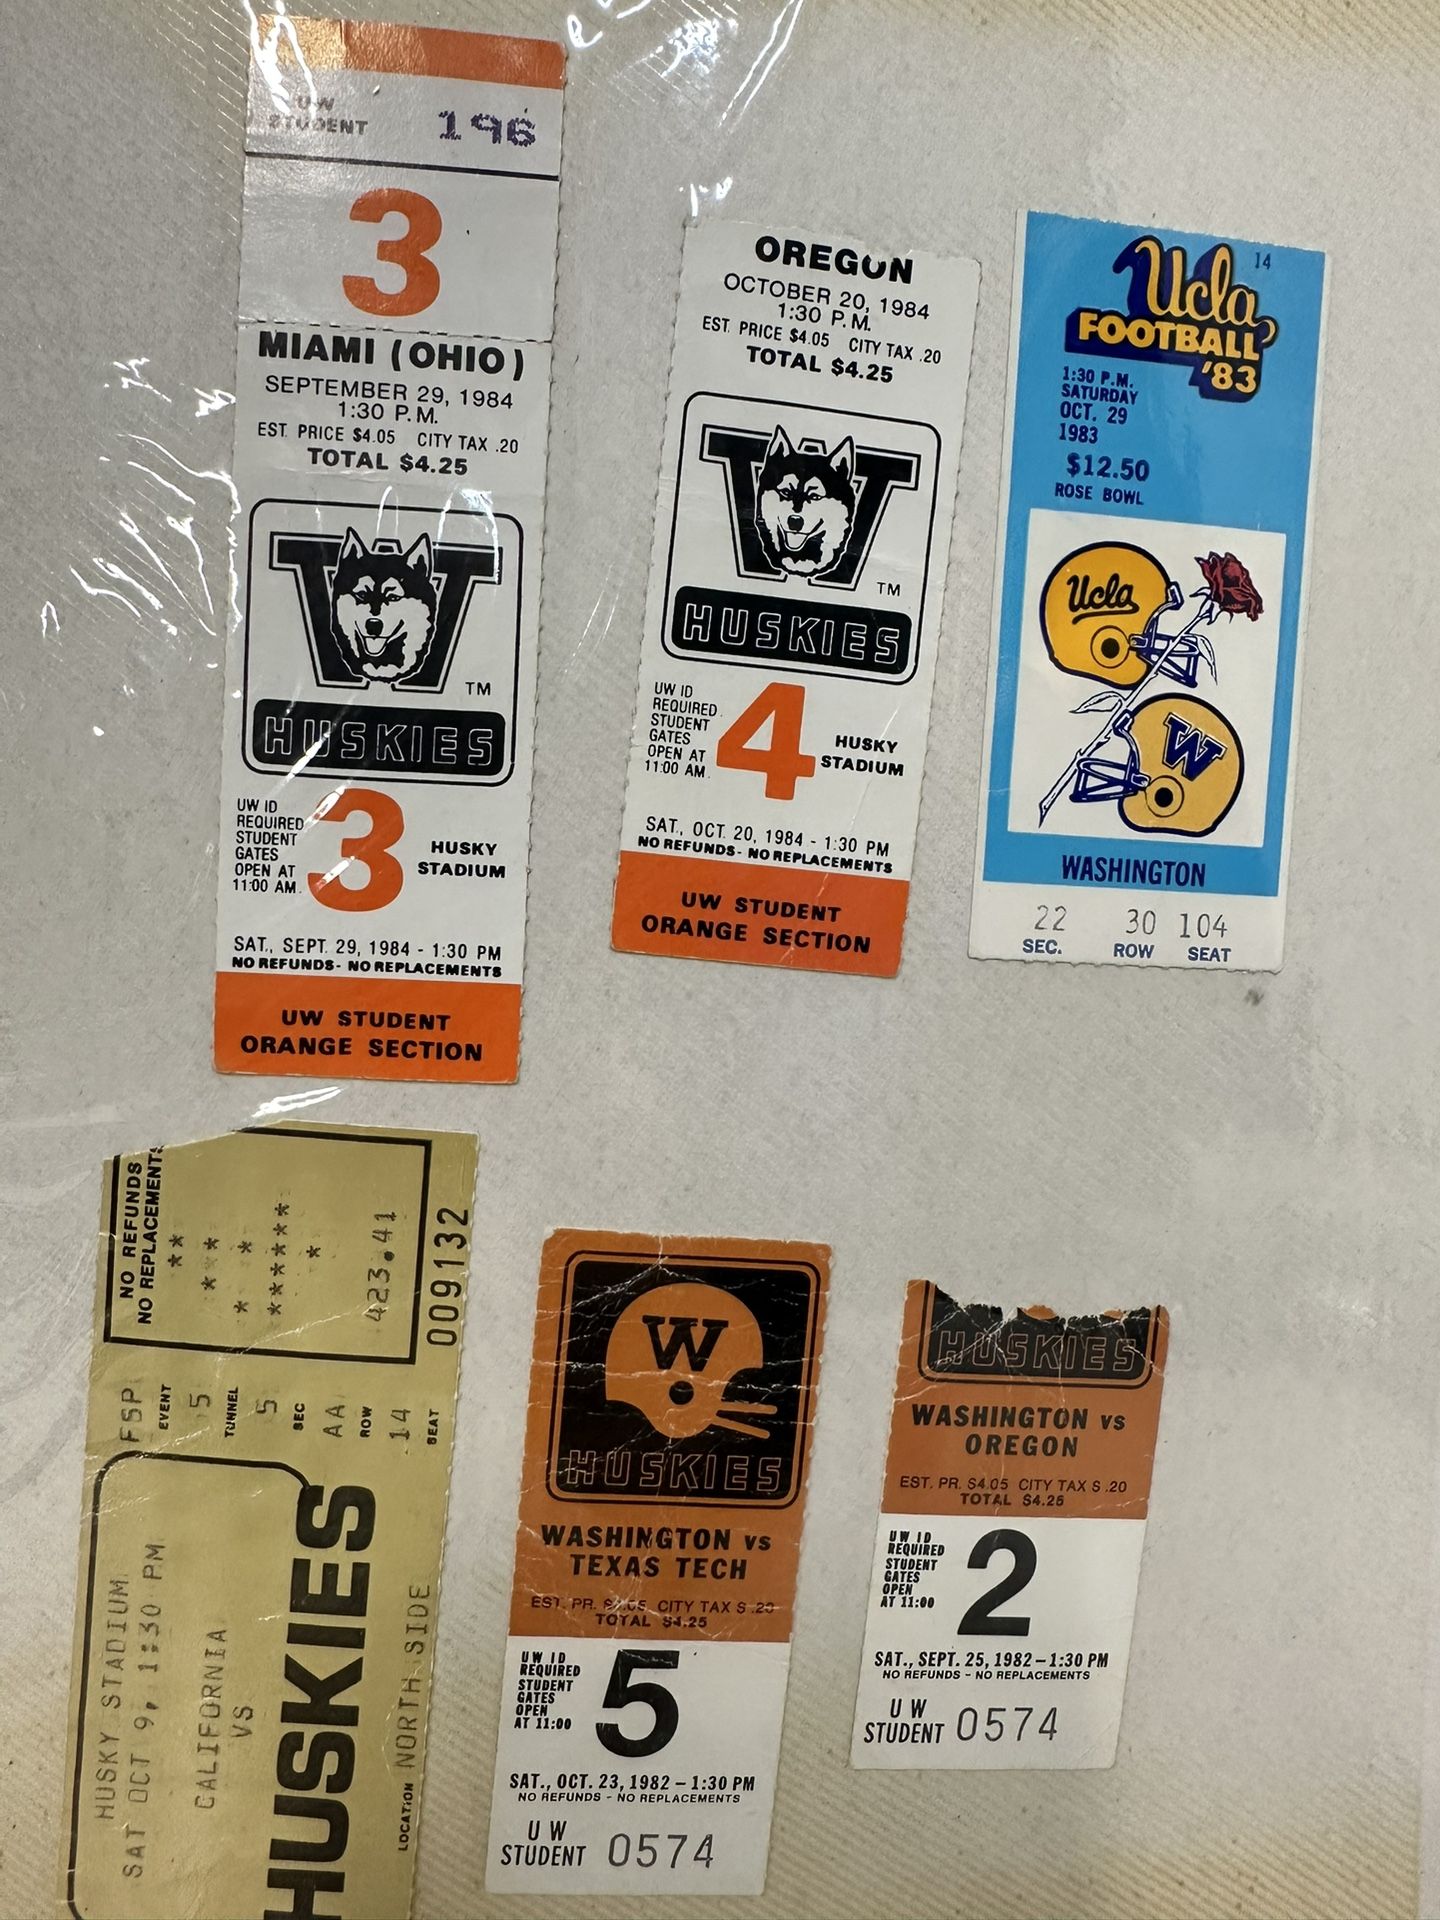 UW
STUDENT 196
3
MIAMI (OHIO)
SEPTEMBER 29, 1984
1:30 P.M.
EST. PRICE $4.05 CITY TAX .20
TOTAL $4.25
W
TM
HUSKIES
UW ID
REQUIRED
STUDENT
GATES
OPEN AT
11:00 AM.
3
HUSKY
STADIUM
SAT., SEPT. 29, 1984 - 1:30 PM
NO REFUNDS - NO REPLACEMENTS
UW STUDENT
ORANGE SECTION
OREGON
OCTOBER 20, 1984
1:30 P.M.
EST. PRICE $4.05 CITY TAX .20
TOTAL $4.25
W
TM
HUSKIES
UW ID
REQUIRED
STUDENT
GATES
OPEN AT
11:00 AM.
4
HUSKY
STADIUM
SAT., OCT. 20, 1984 - 1:30 PM
NO REFUNDS - NO REPLACEMENTS
UW STUDENT
ORANGE SECTION
14
Ucla
FOOTBALL
'83
1:30 P.M.
SATURDAY
OCT. 29
1983
$12.50
ROSE BOWL
Ucla
W
WASHINGTON
22 30 104
SEC. ROW SEAT
NO REFUNDS
NO REPLACEMENTS
**
* **
* *
*******
*
423.41
009132
FSP EVENT
5 TUNNEL
5 SEC
AA ROW
14 SEAT
HUSKY STADIUM
SAT OCT 9, 1:30 PM
CALIFORNIA
VS
HUSKIES
LOCATION NORTH SIDE
W
HUSKIES
WASHINGTON VS
TEXAS TECH
EST. PR. $4.05 CITY TAX $ .20
TOTAL $4.25
UW ID
REQUIRED
STUDENT
GATES
OPEN
AT 11:00
5
SAT., OCT. 23, 1982 - 1:30 PM
NO REFUNDS - NO REPLACEMENTS
UW
STUDENT 0574
HUSKIES
WASHINGTON VS
OREGON
EST. PR. $4.05 CITY TAX $ .20
TOTAL $4.25
UW ID
REQUIRED
STUDENT
GATES
OPEN
AT 11:00
2
SAT., SEPT. 25, 1982 - 1:30 PM
NO REFUNDS - NO REPLACEMENTS
UW
STUDENT 0574